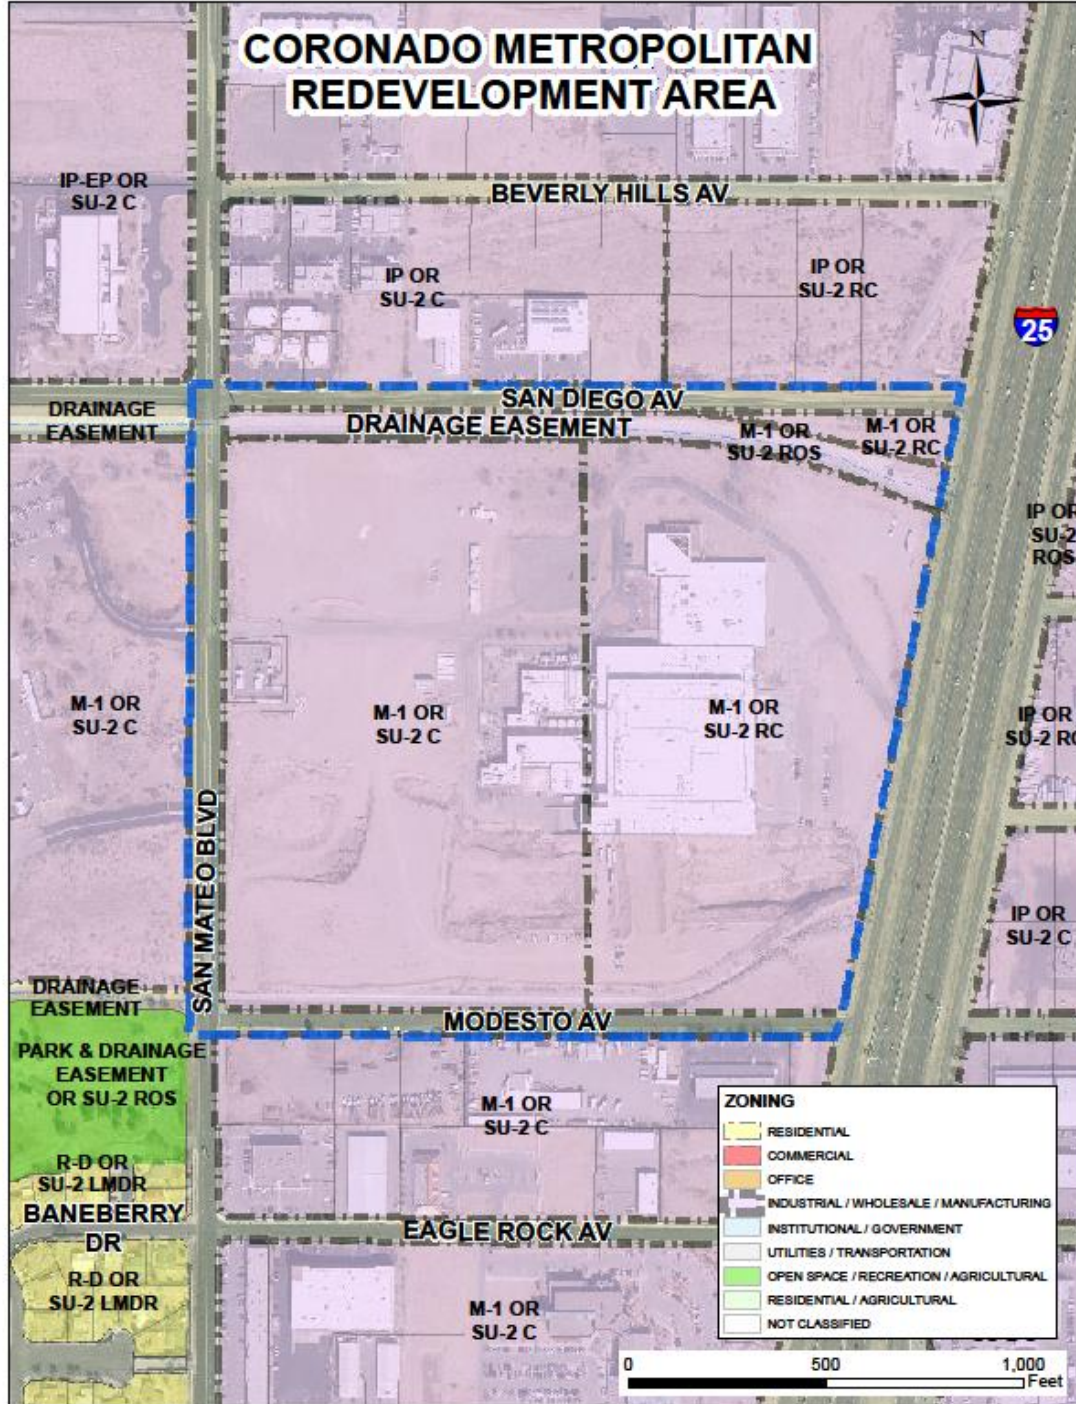 CORONADO METROPOLITAN
REDEVELOPMENT AREA
N
IP-EP OR
SU-2 C
BEVERLY HILLS AV
IP OR
SU-2 C
IP OR
SU-2 RC
25
SAN DIEGO AV
DRAINAGE
EASEMENT
DRAINAGE EASEMENT
M-1 OR
SU-2 ROS
M-1 OR
SU-2 RC
IP OR
SU-2
ROS
M-1 OR
SU-2 C
M-1 OR
SU-2 C
M-1 OR
SU-2 RC
IP OR
SU-2 RC
SAN MATEO BLVD
IP OR
SU-2 C
DRAINAGE
EASEMENT
MODESTO AV
PARK & DRAINAGE
EASEMENT
OR SU-2 ROS
M-1 OR
SU-2 C
R-D OR
SU-2 LMDR
BANEBERRY
DR
EAGLE ROCK AV
R-D OR
SU-2 LMDR
M-1 OR
SU-2 C
ZONING
RESIDENTIAL
COMMERCIAL
OFFICE
INDUSTRIAL / WHOLESALE / MANUFACTURING
INSTITUTIONAL / GOVERNMENT
UTILITIES / TRANSPORTATION
OPEN SPACE / RECREATION / AGRICULTURAL
RESIDENTIAL / AGRICULTURAL
NOT CLASSIFIED
0 500 1,000
Feet